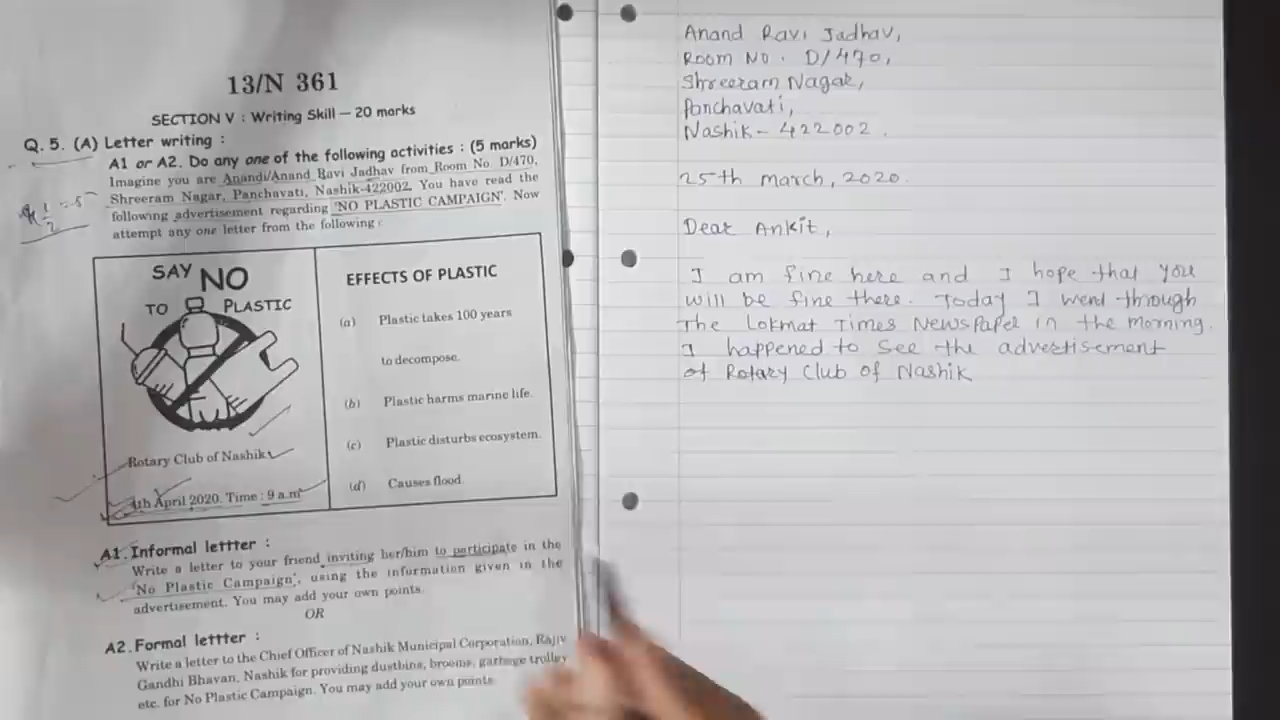 13/N 361
SECTION V : Writing Skill – 20 marks
Q. 5. (A) Letter writing :
A1 or A2. Do any one of the following activities : (5 marks)
Imagine you are Anandi/Anand Ravi Jadhav from Room No. D/470,
Shreeram Nagar, Panchavati, Nashik-422002. You have read the
following advertisement regarding 'NO PLASTIC CAMPAIGN'. Now
attempt any one letter from the following :
SAY NO
TO PLASTIC
Rotary Club of Nashik
4th April 2020. Time : 9 a.m
EFFECTS OF PLASTIC
(a) Plastic takes 100 years
to decompose.
(b) Plastic harms marine life.
(c) Plastic disturbs ecosystem.
(d) Causes flood.
A1. Informal lettter :
Write a letter to your friend inviting her/him to participate in the
'No Plastic Campaign', using the information given in the
advertisement. You may add your own points.
OR
A2. Formal lettter :
Write a letter to the Chief Officer of Nashik Municipal Corporation, Rajiv
Gandhi Bhavan, Nashik for providing dustbins, brooms, garbage trolley
etc. for No Plastic Campaign. You may add your own points.
Anand Ravi Jadhav,
Room No. D/470,
Shreeram Nagar,
Panchavati,
Nashik - 422002.
25th march, 2020.
Dear Ankit,
I am fine here and I hope that you
will be fine there. Today I went through
The Lokmat Times Newspaper in the morning.
I happened to see the advertisement
of Rotary Club of Nashik